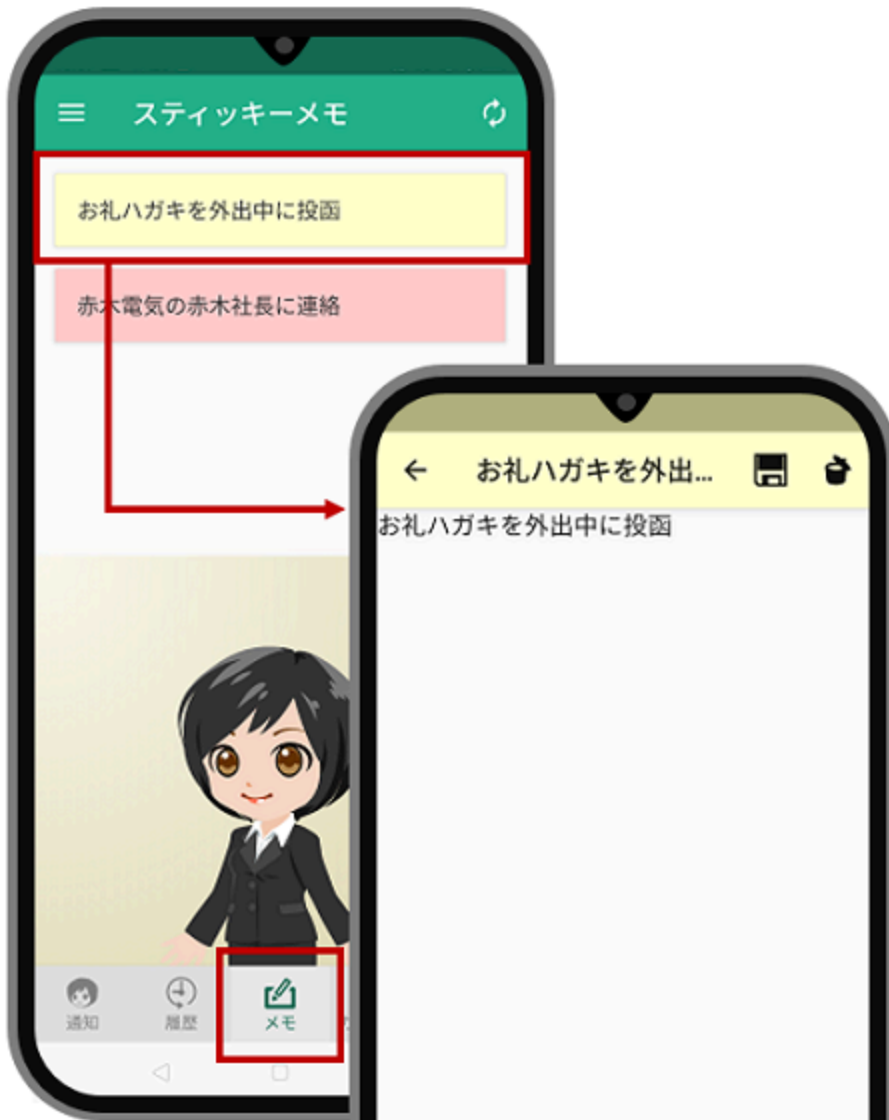 スティッキーメモ
お礼ハガキを外出中に投函
赤木電気の赤木社長に連絡
通知
履歴
メモ
お礼ハガキを外出...
お礼ハガキを外出中に投函